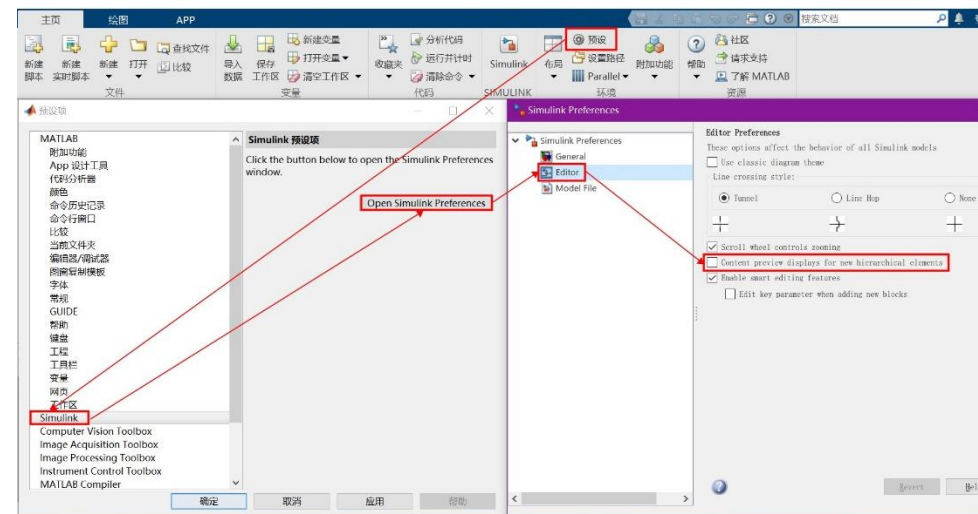 主页 绘图 APP
搜索文档
新建 脚本
新建 实时脚本
新建
打开
查找文件
比较
导入 数据
保存 工作区
新建变量
打开变量
清空工作区
收藏夹
分析代码
运行并计时
清除命令
Simulink
布局
预设
设置路径
Parallel
附加功能
帮助
社区
请求支持
了解 MATLAB
文件 变量 代码 SIMULINK 环境 资源
预设项
MATLAB
附加功能
App 设计工具
代码分析器
颜色
命令历史记录
命令行窗口
比较
当前文件夹
编辑器/调试器
图窗复制模板
字体
常规
GUIDE
帮助
键盘
工程
工具栏
变量
网页
工作区
Simulink
Computer Vision Toolbox
Image Acquisition Toolbox
Image Processing Toolbox
Instrument Control Toolbox
MATLAB Compiler
Simulink 预设项
Click the button below to open the Simulink Preferences
window.
Open Simulink Preferences
确定 取消 应用 帮助
Simulink Preferences
Simulink Preferences
General
Editor
Model File
Editor Preferences
These options affect the behavior of all Simulink models
Use classic diagram theme
Line crossing style:
Tunnel Line Hop None
Scroll wheel controls zooming
Content preview displays for new hierarchical elements
Enable smart editing features
Edit key parameter when adding new blocks
Revert Hel